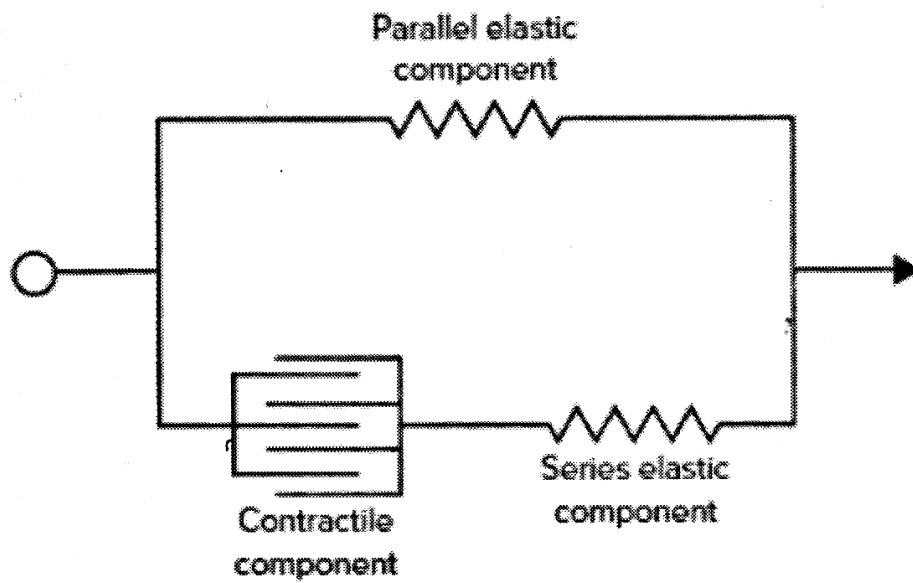 Parallel elastic
component
Series elastic
component
Contractile
component